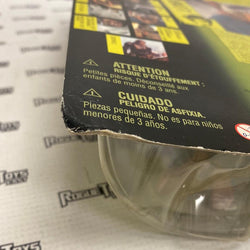 ATTENTION
RISQUE D'ÉTOUFFEMENT :
Petites pièces. Déconseillé aux
enfants de moins de 3 ans.
CUIDADO
PELIGRO DE ASFIXIA.
Piezas pequeñas. No es para niños
menores de 3 años.